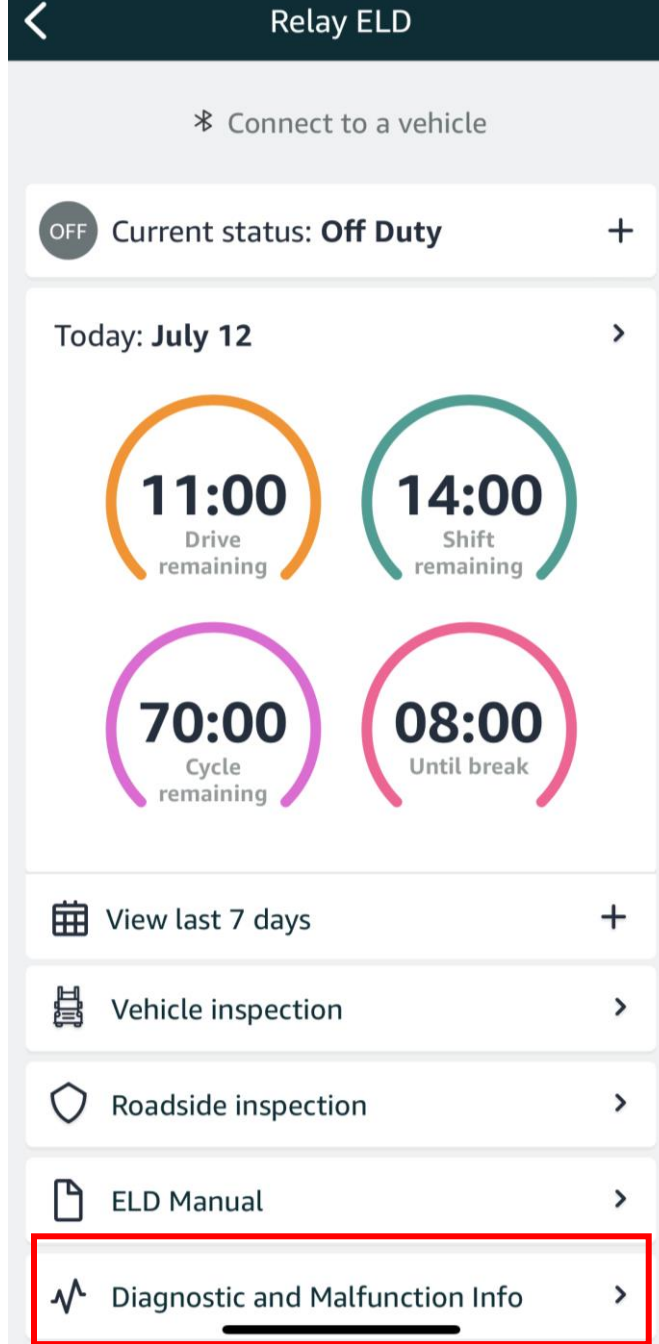 Relay ELD
Connect to a vehicle
OFF Current status: Off Duty
Today: July 12
11:00
Drive
remaining
14:00
Shift
remaining
70:00
Cycle
remaining
08:00
Until break
View last 7 days
Vehicle inspection
Roadside inspection
ELD Manual
Diagnostic and Malfunction Info